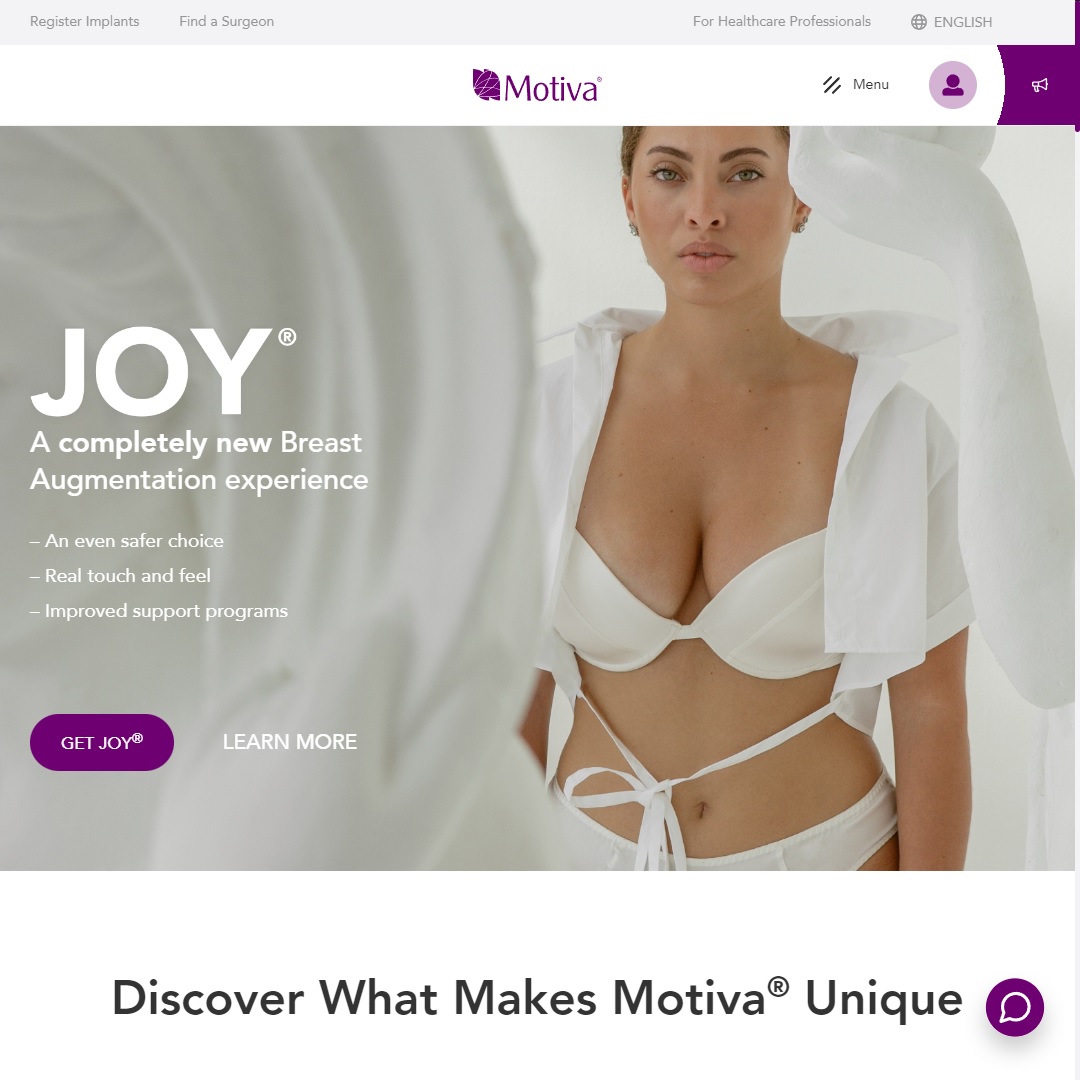 Register Implants
Find a Surgeon
For Healthcare Professionals
ENGLISH
Motiva®
Menu
JOY®
A completely new Breast
Augmentation experience
– An even safer choice
– Real touch and feel
– Improved support programs
GET JOY®
LEARN MORE
Discover What Makes Motiva® Unique